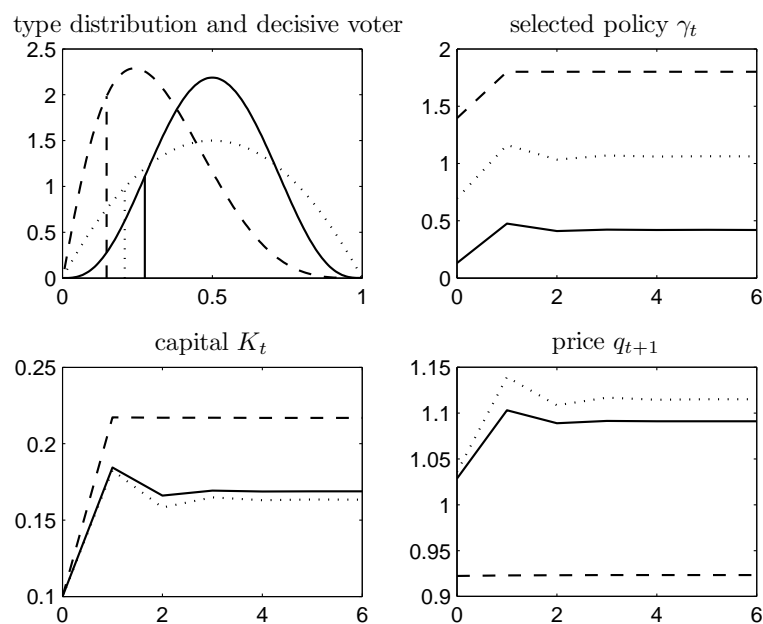 type distribution and decisive voter
2.5
2
1.5
1
0.5
0
0 0.5 1
selected policy γt
2
1.5
1
0.5
0
0 2 4 6
capital Kt
0.25
0.2
0.15
0.1
0 2 4 6
price qt+1
1.15
1.1
1.05
1
0.95
0.9
0 2 4 6